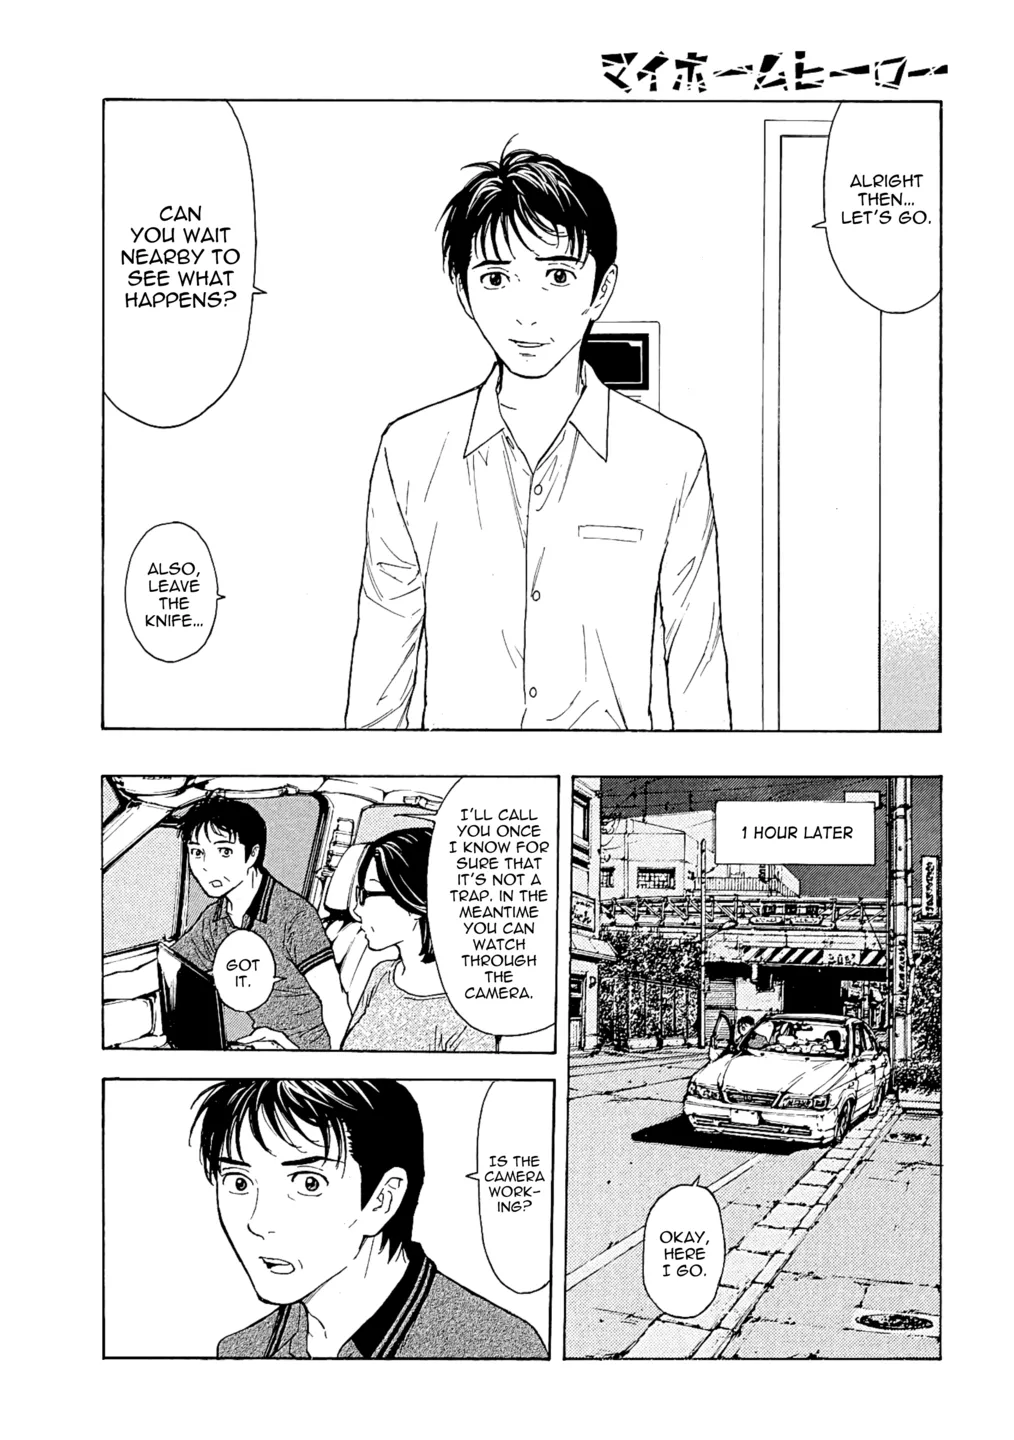 マイホームヒーロー
ALRIGHT
THEN...
LET'S GO.
CAN
YOU WAIT
NEARBY TO
SEE WHAT
HAPPENS?
ALSO,
LEAVE
THE
KNIFE...
1 HOUR LATER
OKAY,
HERE
I GO.
I'LL CALL
YOU ONCE
I KNOW FOR
SURE THAT
IT'S NOT A
TRAP. IN THE
MEANTIME
YOU CAN
WATCH
THROUGH
THE
CAMERA.
GOT
IT.
IS THE
CAMERA
WORK-
ING?